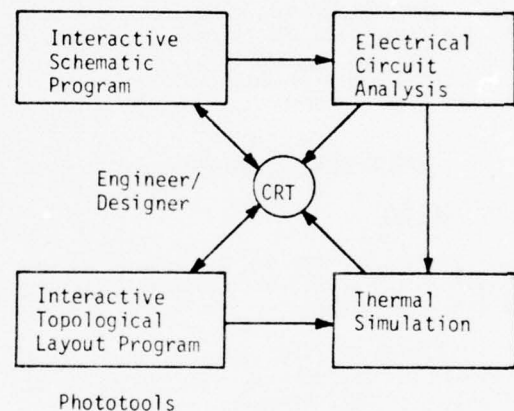 Interactive
Schematic
Program
Electrical
Circuit
Analysis
Engineer/
Designer
CRT
Interactive
Topological
Layout Program
Thermal
Simulation
Phototools